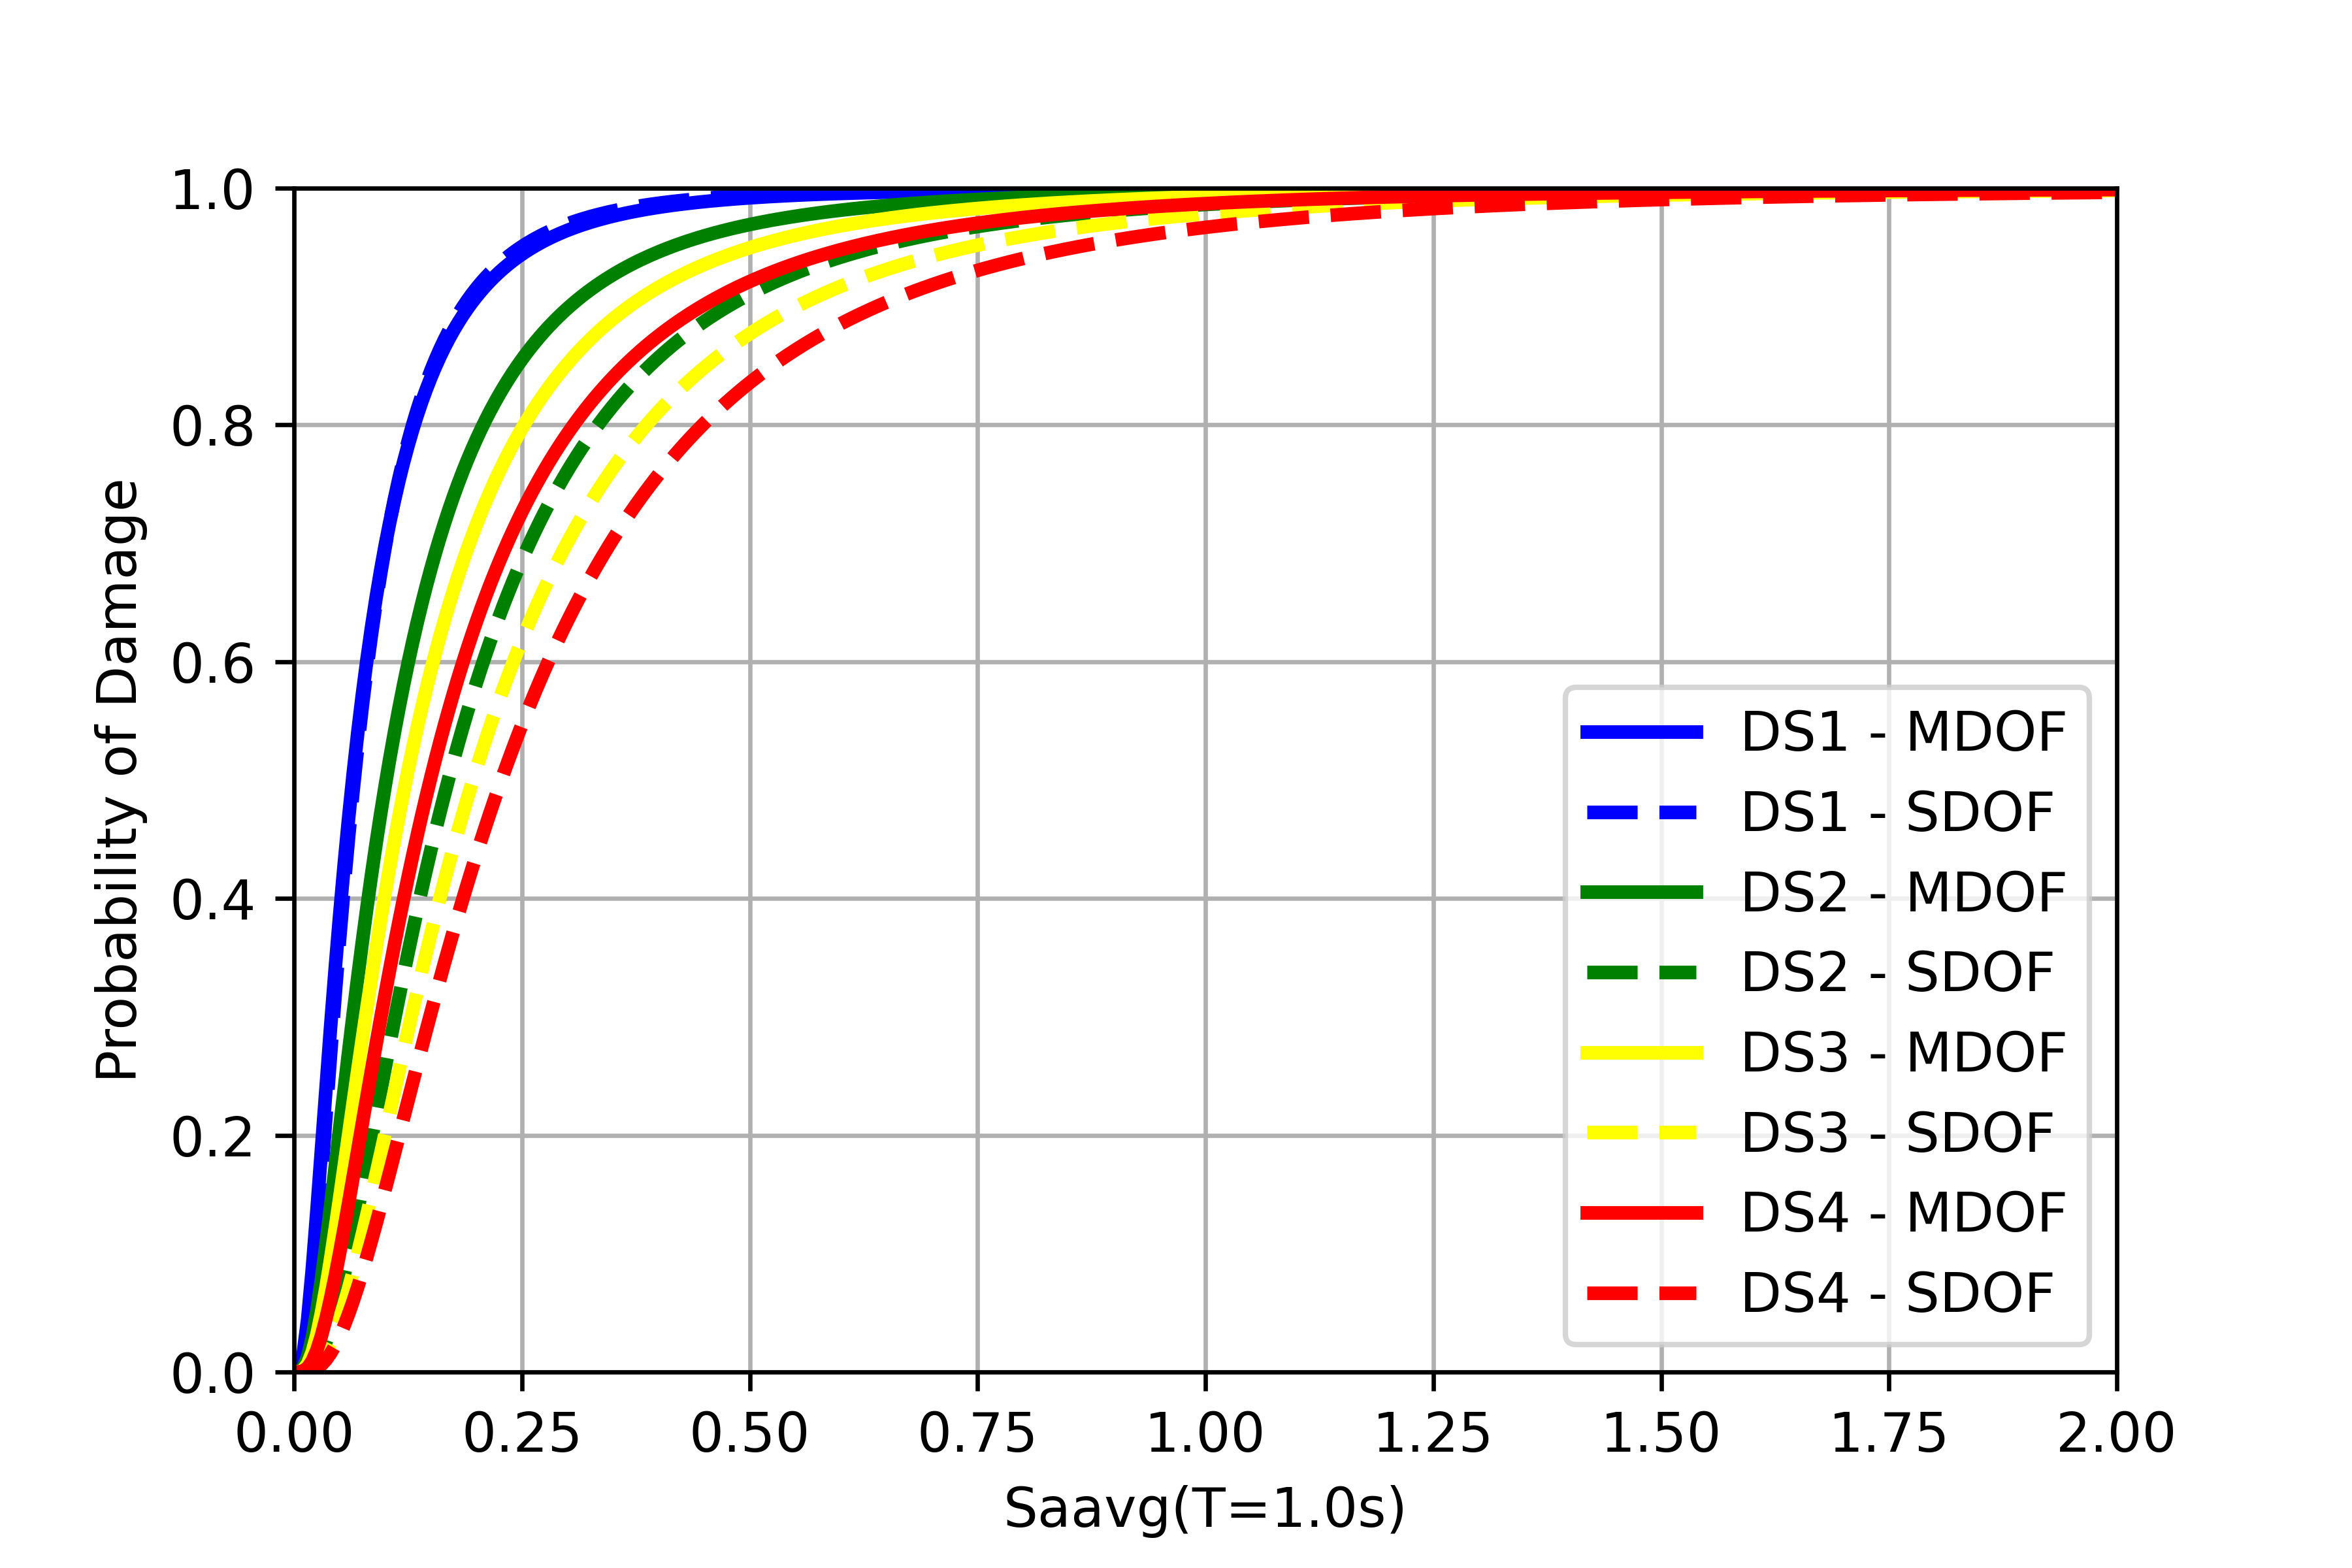 1.0
0.8
0.6
0.4
0.2
0.0
Probability of Damage
0.00 0.25 0.50 0.75 1.00 1.25 1.50 1.75 2.00
Saavg(T=1.0s)
DS1 - MDOF
DS1 - SDOF
DS2 - MDOF
DS2 - SDOF
DS3 - MDOF
DS3 - SDOF
DS4 - MDOF
DS4 - SDOF